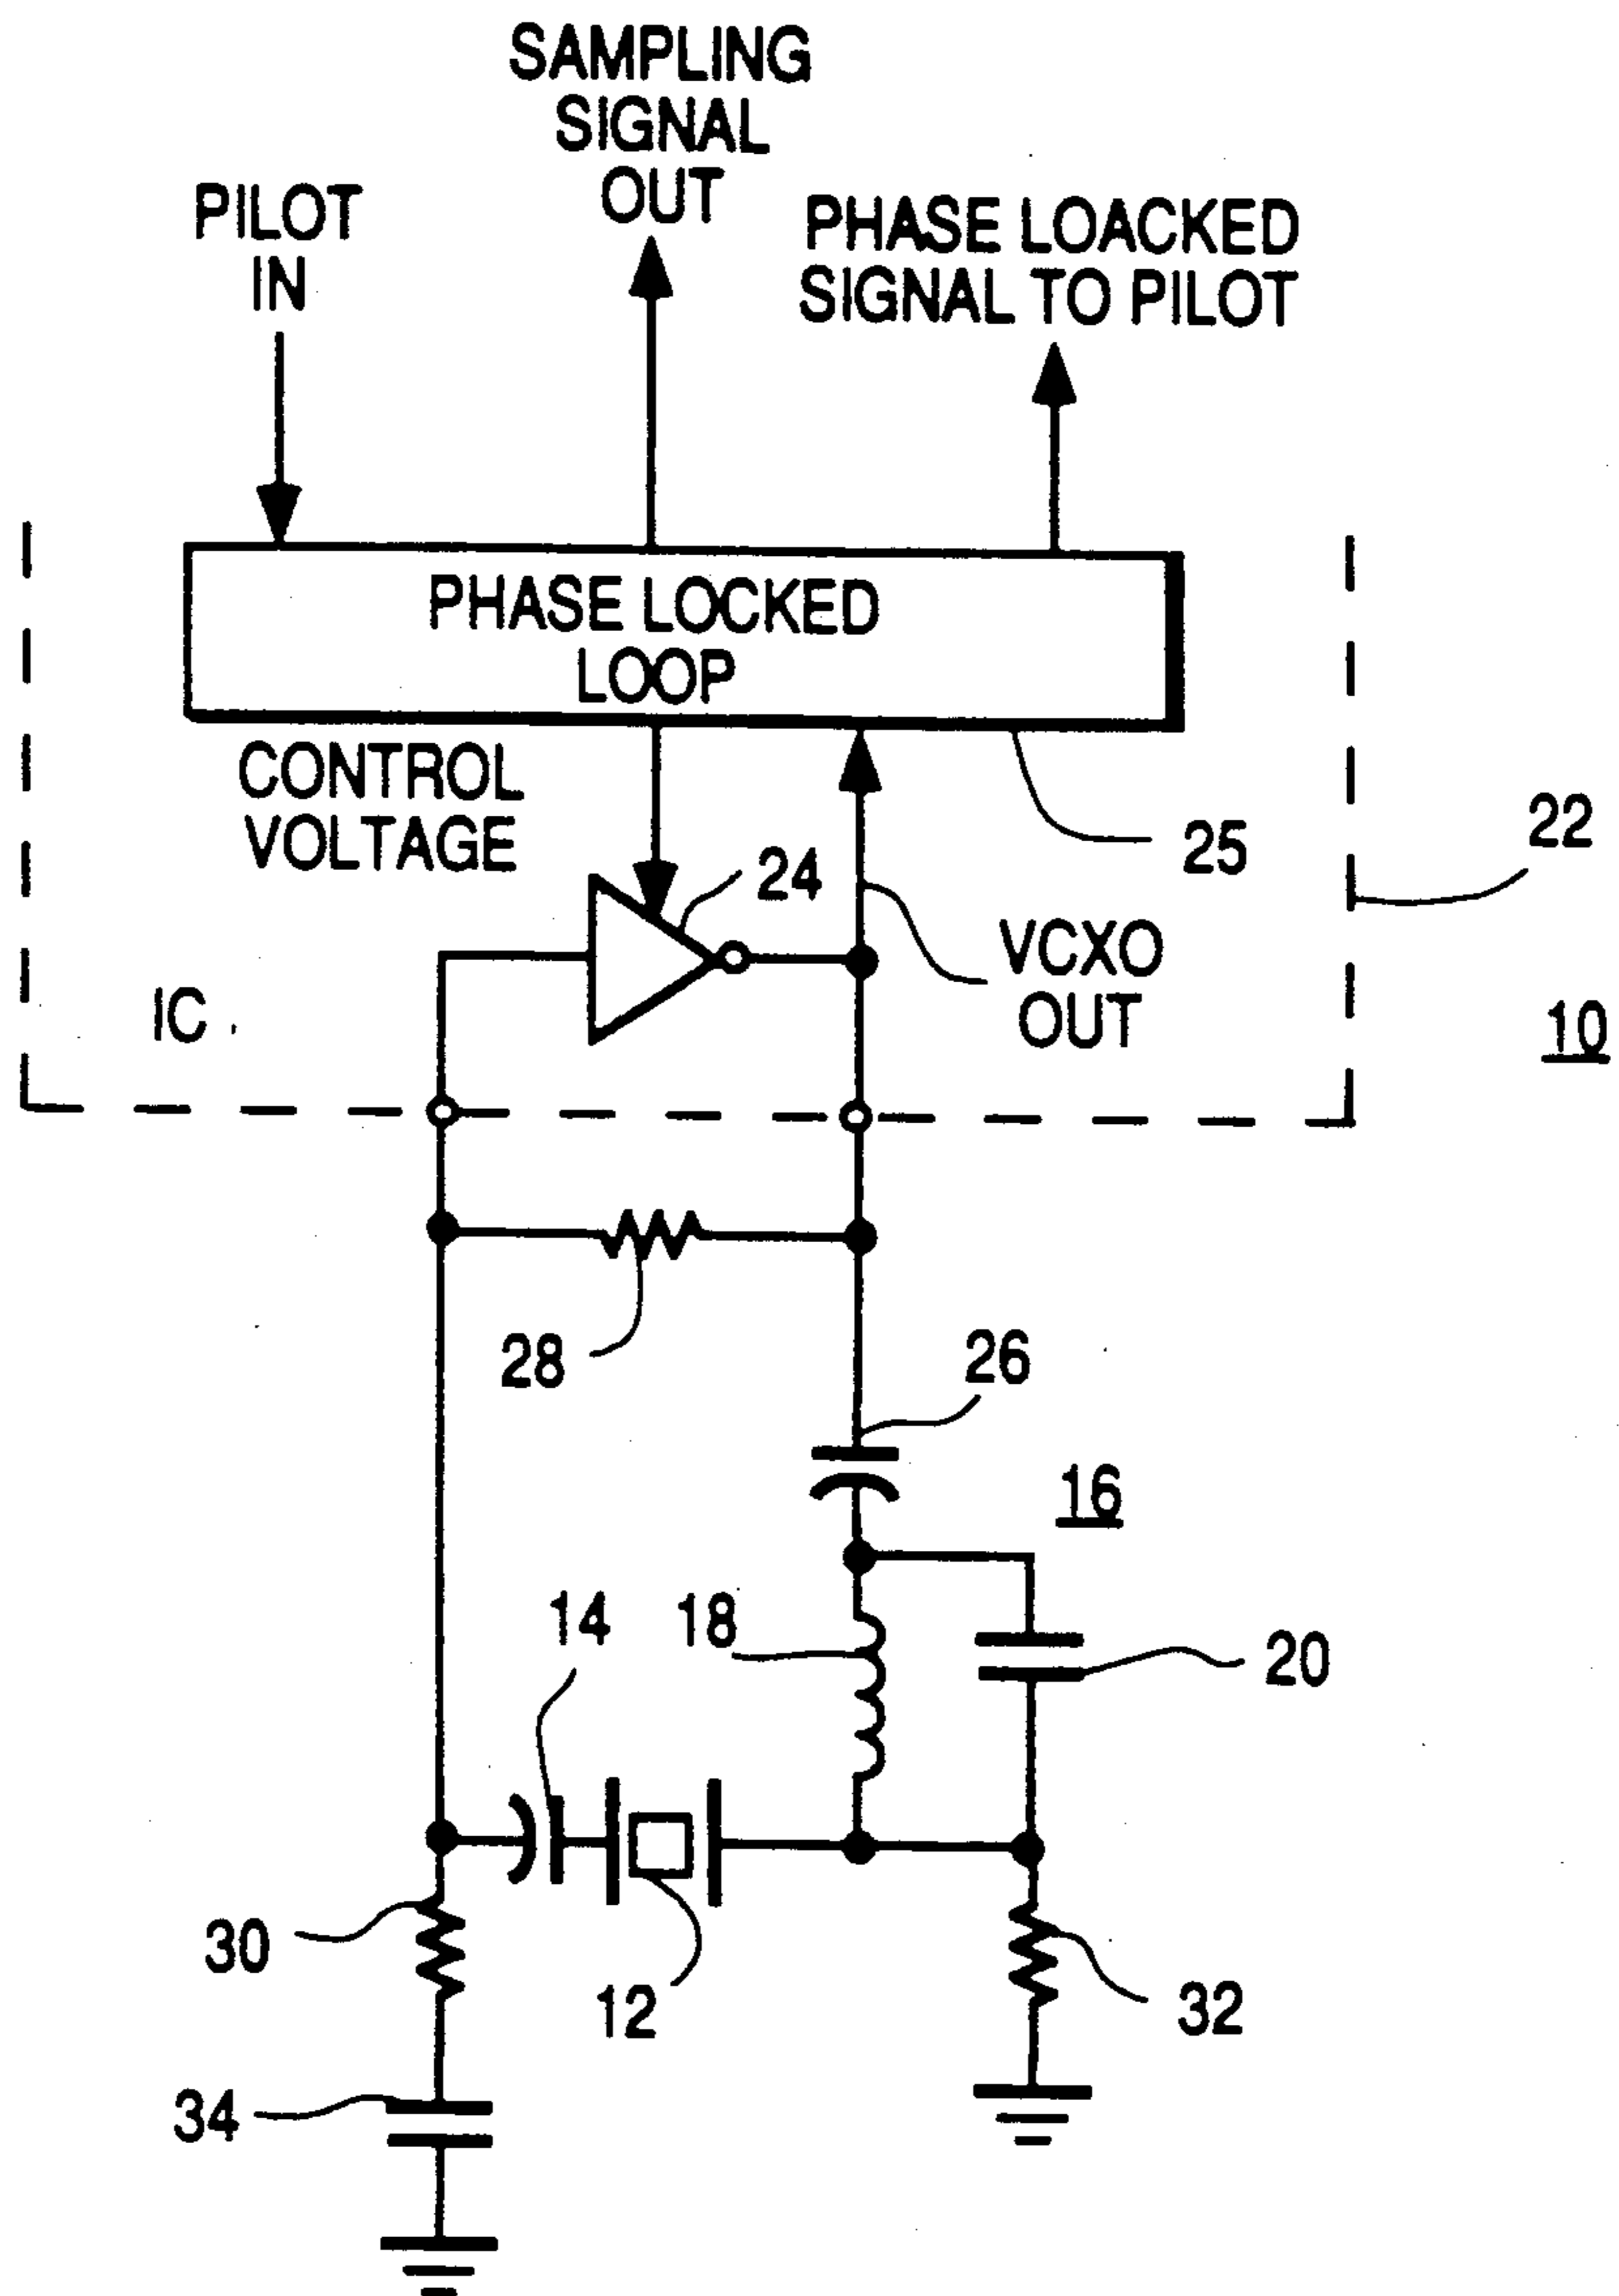 SAMPLING
SIGNAL
OUT
PILOT
IN
PHASE LOACKED
SIGNAL TO PILOT
PHASE LOCKED
LOOP
CONTROL
VOLTAGE
25
22
24
VCXO
OUT
IC
10
28
26
16
14
18
20
30
12
32
34